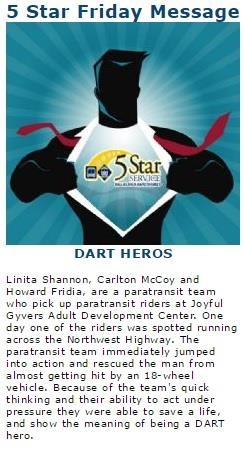 5 Star Friday Message
5 Star
SERVICE
DART HEROS
Linita Shannon, Carlton McCoy and
Howard Fridia, are a paratransit team
who pick up paratransit riders at Joyful
Gyvers Adult Development Center. One
day one of the riders was spotted running
across the Northwest Highway. The
paratransit team immediately jumped
into action and rescued the man from
almost getting hit by an 18-wheel
vehicle. Because of the team's quick
thinking and their ability to act under
pressure they were able to save a life,
and show the meaning of being a DART
hero.